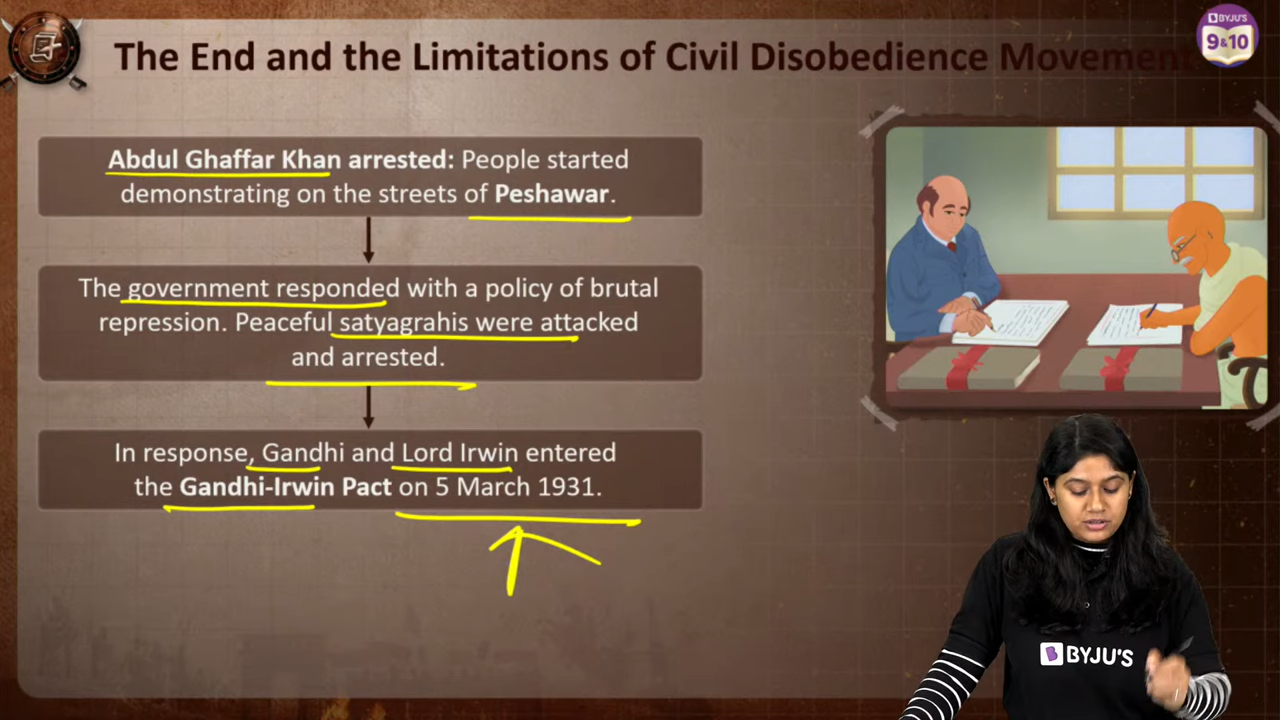 The End and the Limitations of Civil Disobedience Movement
BYJU'S
9&10
Abdul Ghaffar Khan arrested: People started
demonstrating on the streets of Peshawar.
The government responded with a policy of brutal
repression. Peaceful satyagrahis were attacked
and arrested.
In response, Gandhi and Lord Irwin entered
the Gandhi-Irwin Pact on 5 March 1931.
BYJU'S